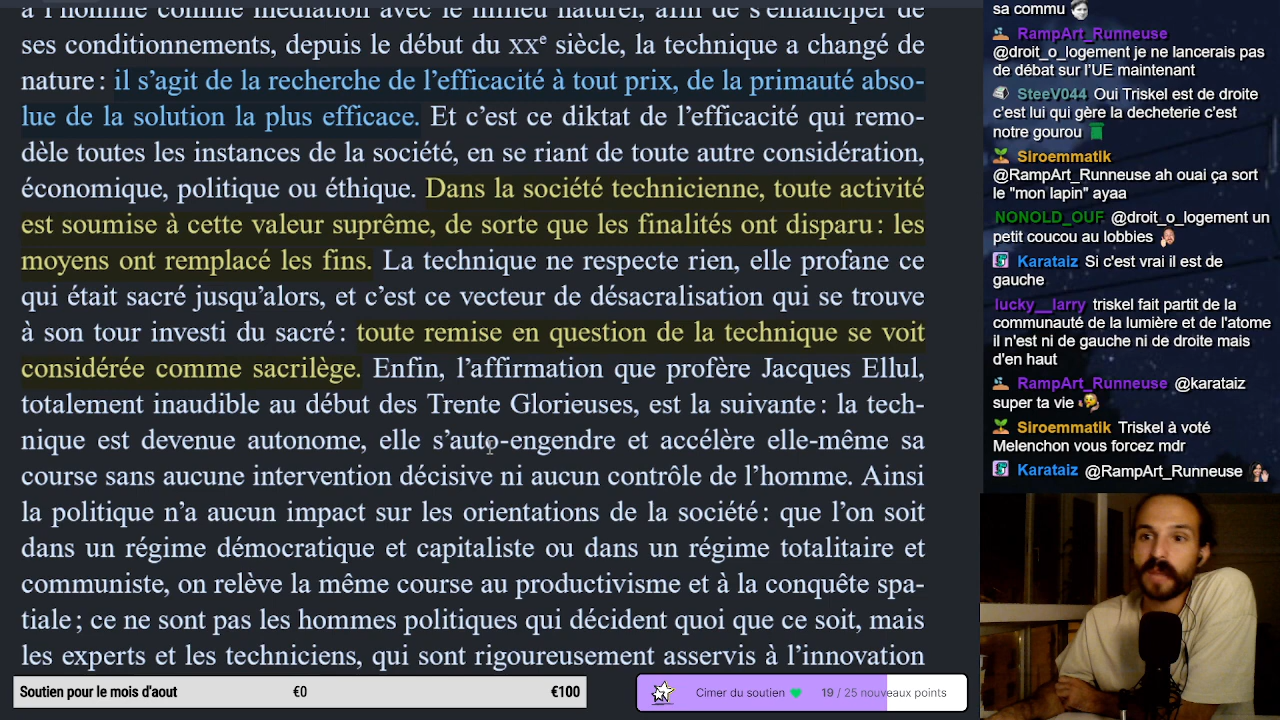 à l'homme comme médiation avec le milieu naturel, afin de s'émanciper de
ses conditionnements, depuis le début du XXe siècle, la technique a changé de
nature : il s'agit de la recherche de l'efficacité à tout prix, de la primauté abso-
lue de la solution la plus efficace. Et c'est ce diktat de l'efficacité qui remo-
dèle toutes les instances de la société, en se riant de toute autre considération,
économique, politique ou éthique. Dans la société technicienne, toute activité
est soumise à cette valeur suprême, de sorte que les finalités ont disparu : les
moyens ont remplacé les fins. La technique ne respecte rien, elle profane ce
qui était sacré jusqu'alors, et c'est ce vecteur de désacralisation qui se trouve
à son tour investi du sacré : toute remise en question de la technique se voit
considérée comme sacrilège. Enfin, l'affirmation que profère Jacques Ellul,
totalement inaudible au début des Trente Glorieuses, est la suivante : la tech-
nique est devenue autonome, elle s'auto-engendre et accélère elle-même sa
course sans aucune intervention décisive ni aucun contrôle de l'homme. Ainsi
la politique n'a aucun impact sur les orientations de la société : que l'on soit
dans un régime démocratique et capitaliste ou dans un régime totalitaire et
communiste, on relève la même course au productivisme et à la conquête spa-
tiale ; ce ne sont pas les hommes politiques qui décident quoi que ce soit, mais
les experts et les techniciens, qui sont rigoureusement asservis à l'innovation
Soutien pour le mois d'aout €0 €100
Cimer du soutien 19 / 25 nouveaux points
sa commu
RampArt_Runneuse
@droit_o_logement je ne lancerais pas
de débat sur l'UE maintenant
SteeV044 Oui Triskel est de droite
c'est lui qui gère la decheterie c'est
notre gourou
Siroemmatik
@RampArt_Runneuse ah ouai ça sort
le "mon lapin" ayaa
NONOLD_OUF @droit_o_logement un
petit coucou au lobbies
Karataiz Si c'est vrai il est de
gauche
lucky__larry triskel fait partit de la
communauté de la lumière et de l'atome
il n'est ni de gauche ni de droite mais
d'en haut
RampArt_Runneuse @karataiz
super ta vie
Siroemmatik Triskel à voté
Melenchon vous forcez mdr
Karataiz @RampArt_Runneuse